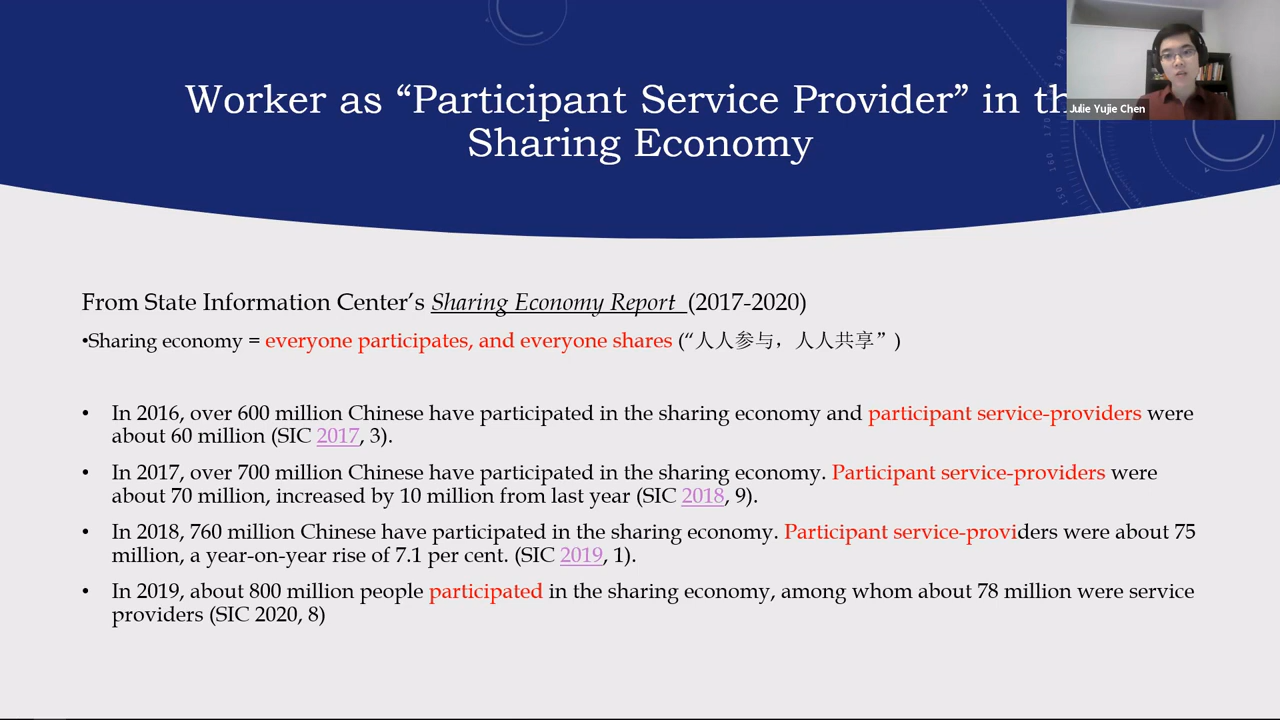 Worker as “Participant Service Provider” in th
Sharing Economy
Julie Yujie Chen
190
170
160
150
From State Information Center’s Sharing Economy Report (2017-2020)
•Sharing economy = everyone participates, and everyone shares (“人人参与，人人共享” )
• In 2016, over 600 million Chinese have participated in the sharing economy and participant service-providers were
about 60 million (SIC 2017, 3).
• In 2017, over 700 million Chinese have participated in the sharing economy. Participant service-providers were
about 70 million, increased by 10 million from last year (SIC 2018, 9).
• In 2018, 760 million Chinese have participated in the sharing economy. Participant service-providers were about 75
million, a year-on-year rise of 7.1 per cent. (SIC 2019, 1).
• In 2019, about 800 million people participated in the sharing economy, among whom about 78 million were service
providers (SIC 2020, 8)